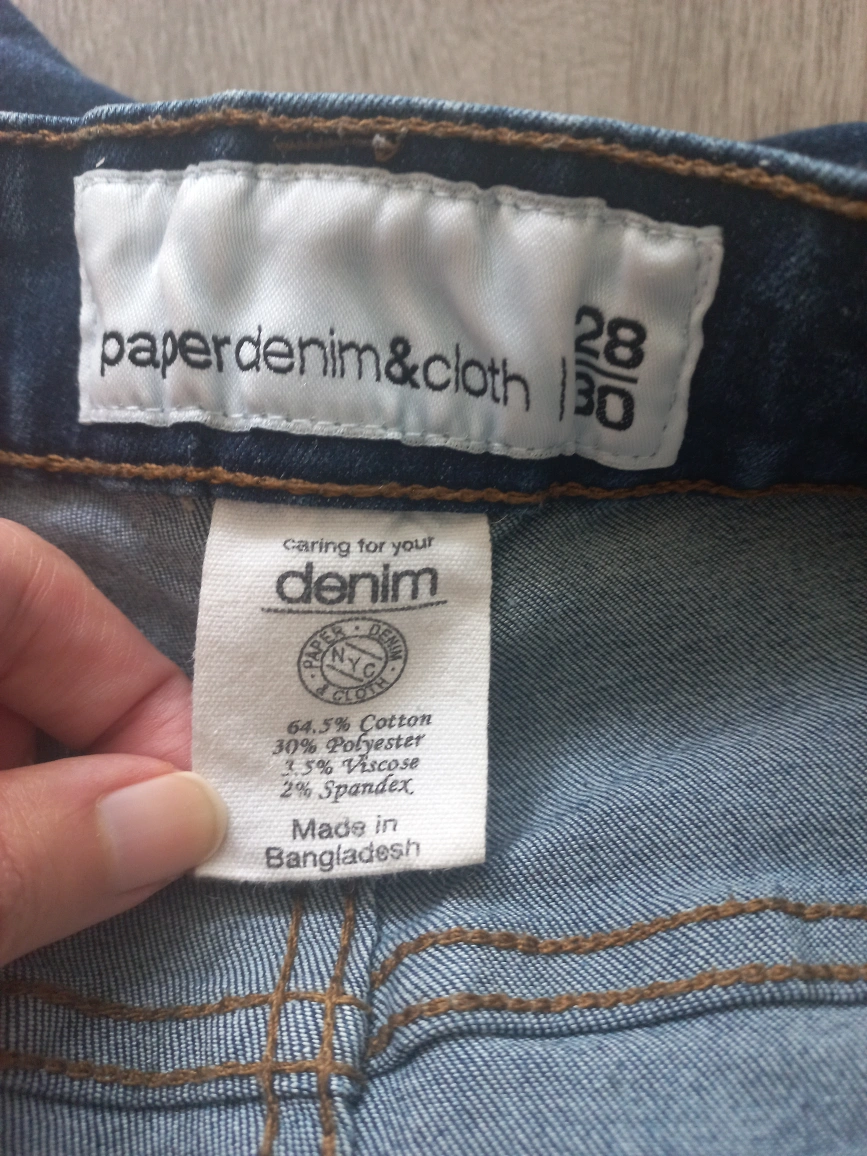 paperdenim&cloth
28
30
caring for your
denim
PAPER · DENIM
NYC
& CLOTH ·
64.5% Cotton
30% Polyester
3.5% Viscose
2% Spandex
Made in
Bangladesh